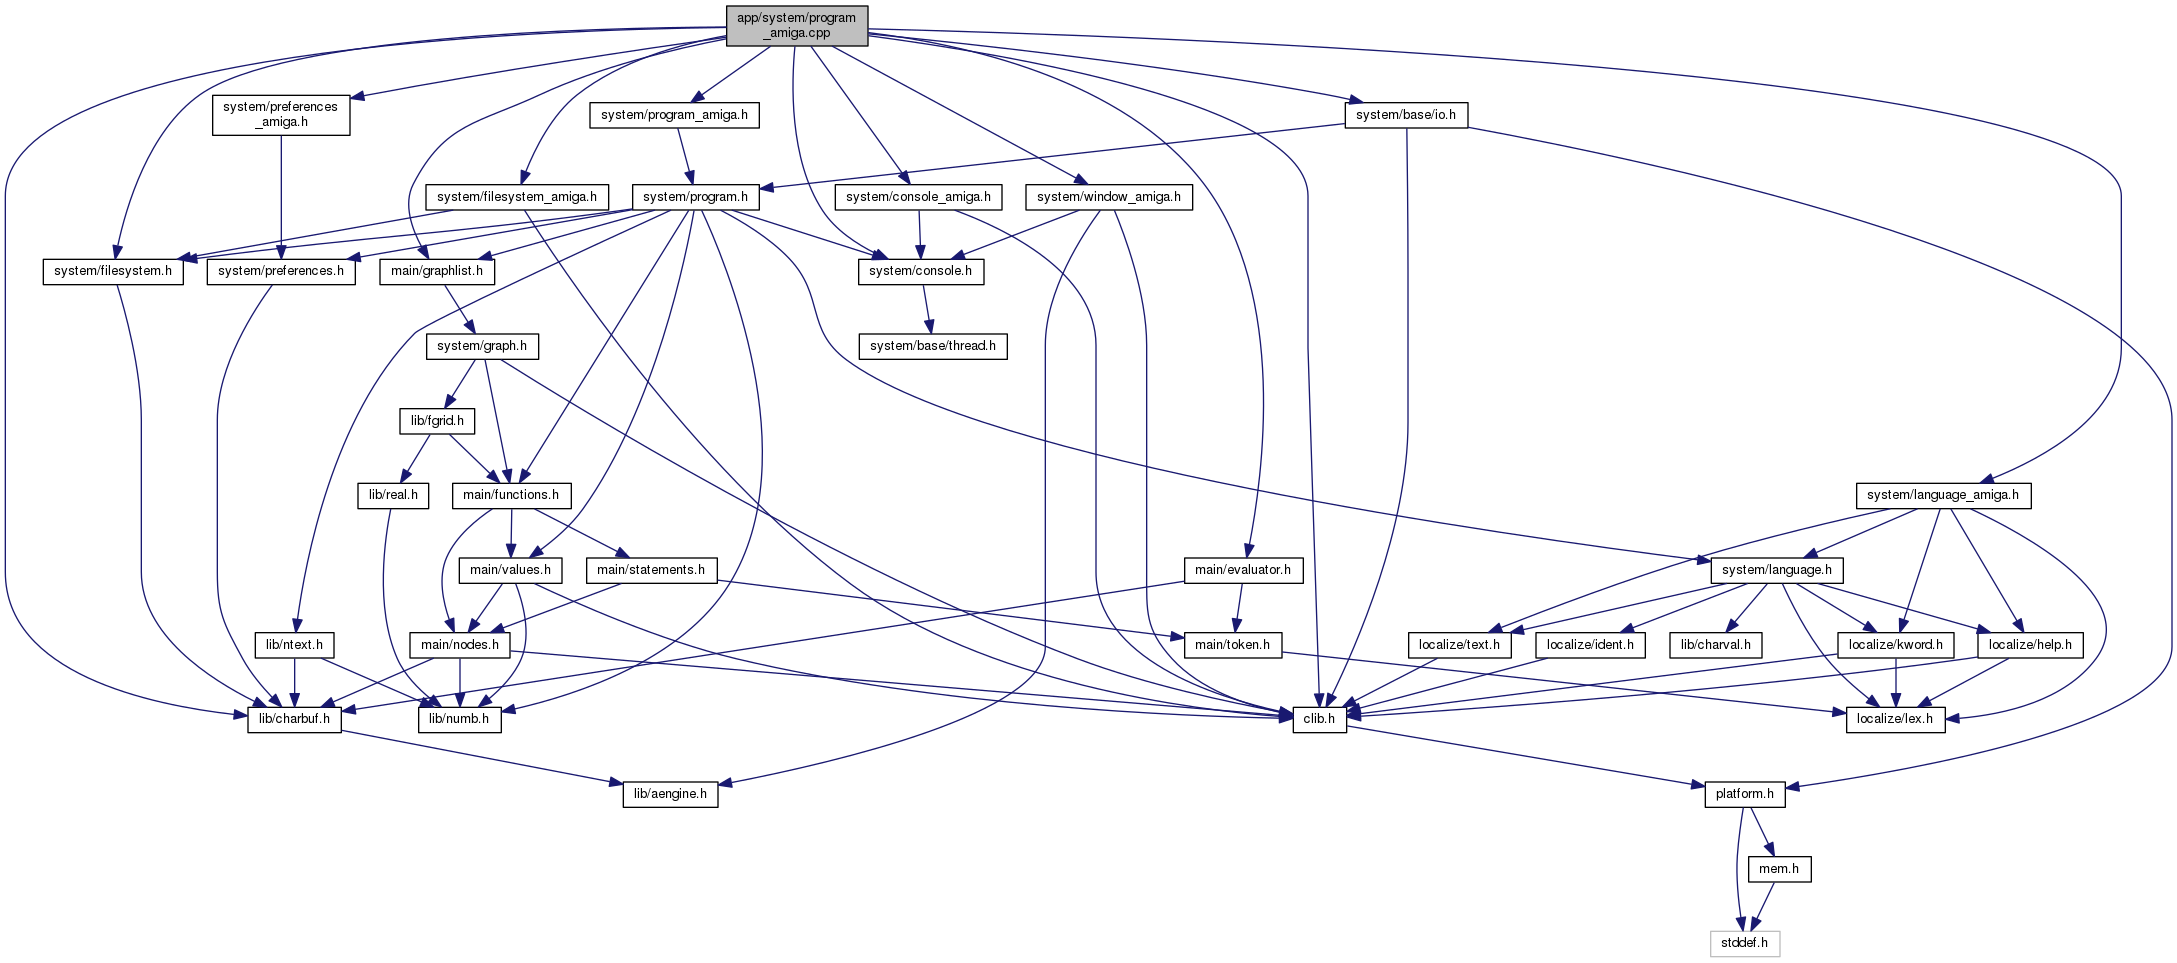 app/system/program
_amiga.cpp
system/preferences
_amiga.h
system/program_amiga.h
system/base/io.h
system/filesystem_amiga.h
system/program.h
system/console_amiga.h
system/window_amiga.h
system/filesystem.h
system/preferences.h
main/graphlist.h
system/console.h
system/graph.h
system/base/thread.h
lib/fgrid.h
lib/real.h
main/functions.h
system/language_amiga.h
main/values.h
main/statements.h
main/evaluator.h
system/language.h
lib/ntext.h
main/nodes.h
main/token.h
localize/text.h
localize/ident.h
lib/charval.h
localize/kword.h
localize/help.h
lib/charbuf.h
lib/numb.h
clib.h
localize/lex.h
lib/aengine.h
platform.h
mem.h
stddef.h